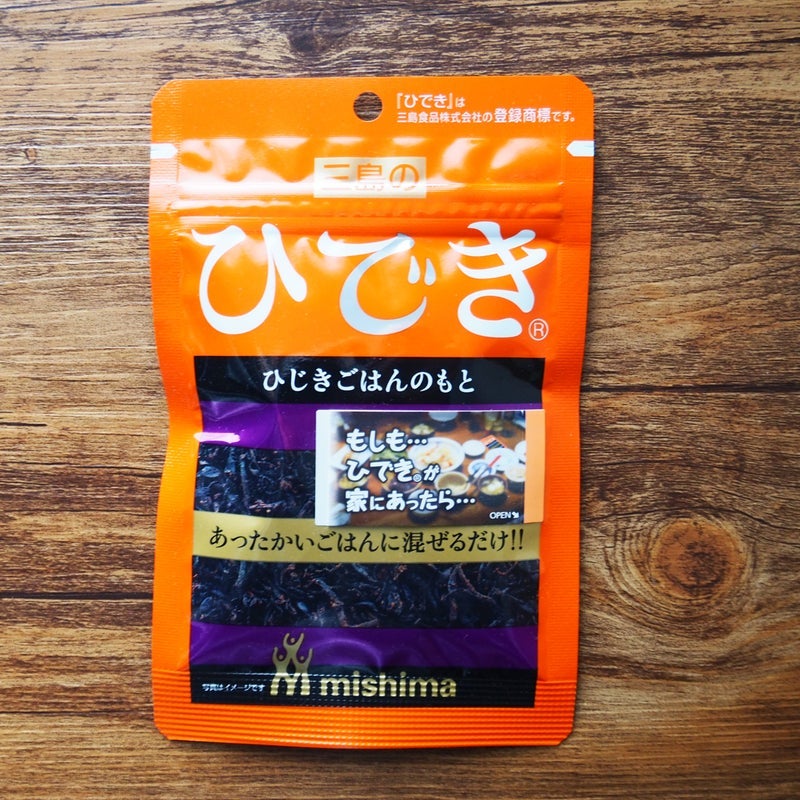 『ひでき』は
三島食品株式会社の登録商標です。
三島の
ひでき®
ひじきごはんのもと
もしも…
ひでき®が
家にあったら…
OPEN
あったかいごはんに混ぜるだけ!!
写真はイメージです
mishima